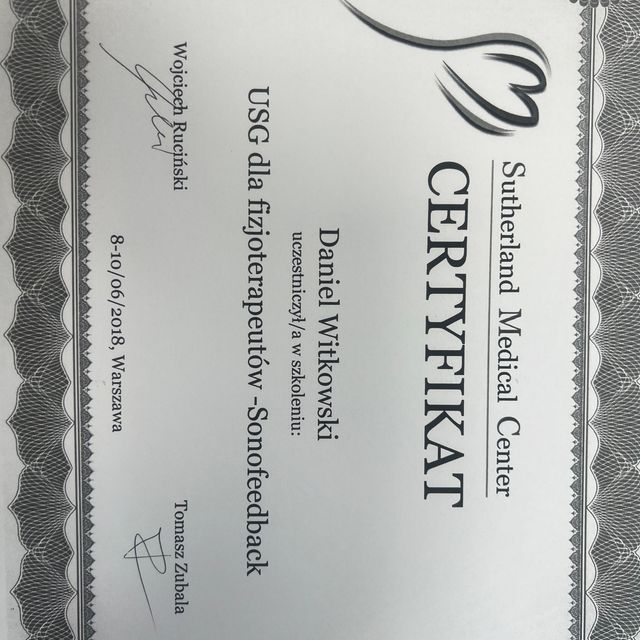 Sutherland Medical Center
CERTYFIKAT
Daniel Witkowski
uczestniczył/a w szkoleniu:
USG dla fizjoterapeutów -Sonofeedback
Wojciech Ruciński
Tomasz Zubala
8-10/06/2018, Warszawa